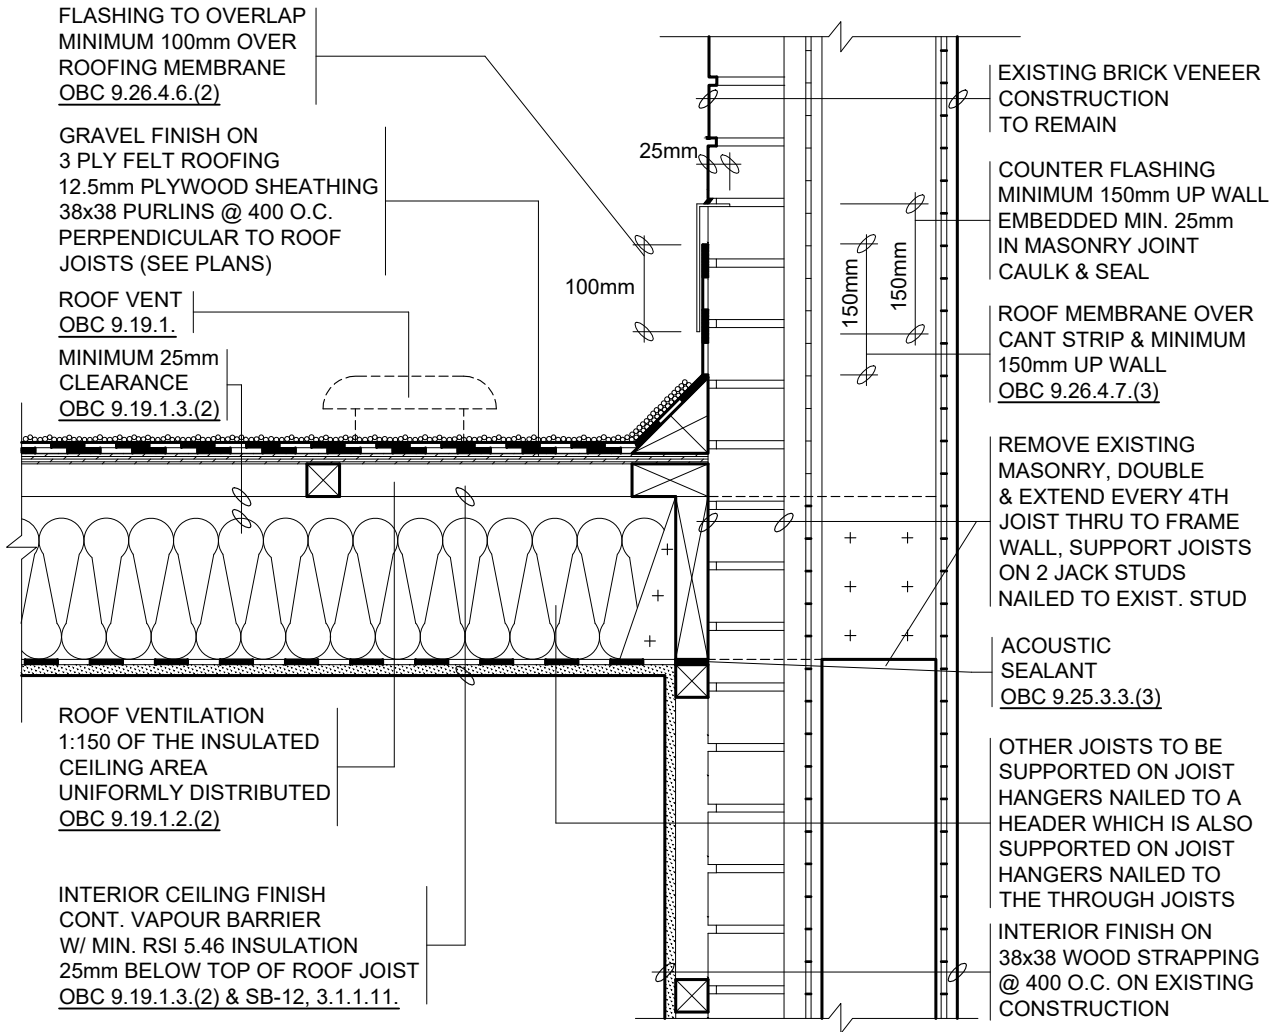 FLASHING TO OVERLAP
MINIMUM 100mm OVER
ROOFING MEMBRANE
OBC 9.26.4.6.(2)
GRAVEL FINISH ON
3 PLY FELT ROOFING
12.5mm PLYWOOD SHEATHING
38x38 PURLINS @ 400 O.C.
PERPENDICULAR TO ROOF
JOISTS (SEE PLANS)
ROOF VENT
OBC 9.19.1.
MINIMUM 25mm
CLEARANCE
OBC 9.19.1.3.(2)
ROOF VENTILATION
1:150 OF THE INSULATED
CEILING AREA
UNIFORMLY DISTRIBUTED
OBC 9.19.1.2.(2)
INTERIOR CEILING FINISH
CONT. VAPOUR BARRIER
W/ MIN. RSI 5.46 INSULATION
25mm BELOW TOP OF ROOF JOIST
OBC 9.19.1.3.(2) & SB-12, 3.1.1.11.
25mm
100mm
150mm
150mm
EXISTING BRICK VENEER
CONSTRUCTION
TO REMAIN
COUNTER FLASHING
MINIMUM 150mm UP WALL
EMBEDDED MIN. 25mm
IN MASONRY JOINT
CAULK & SEAL
ROOF MEMBRANE OVER
CANT STRIP & MINIMUM
150mm UP WALL
OBC 9.26.4.7.(3)
REMOVE EXISTING
MASONRY, DOUBLE
& EXTEND EVERY 4TH
JOIST THRU TO FRAME
WALL, SUPPORT JOISTS
ON 2 JACK STUDS
NAILED TO EXIST. STUD
ACOUSTIC
SEALANT
OBC 9.25.3.3.(3)
OTHER JOISTS TO BE
SUPPORTED ON JOIST
HANGERS NAILED TO A
HEADER WHICH IS ALSO
SUPPORTED ON JOIST
HANGERS NAILED TO
THE THROUGH JOISTS
INTERIOR FINISH ON
38x38 WOOD STRAPPING
@ 400 O.C. ON EXISTING
CONSTRUCTION